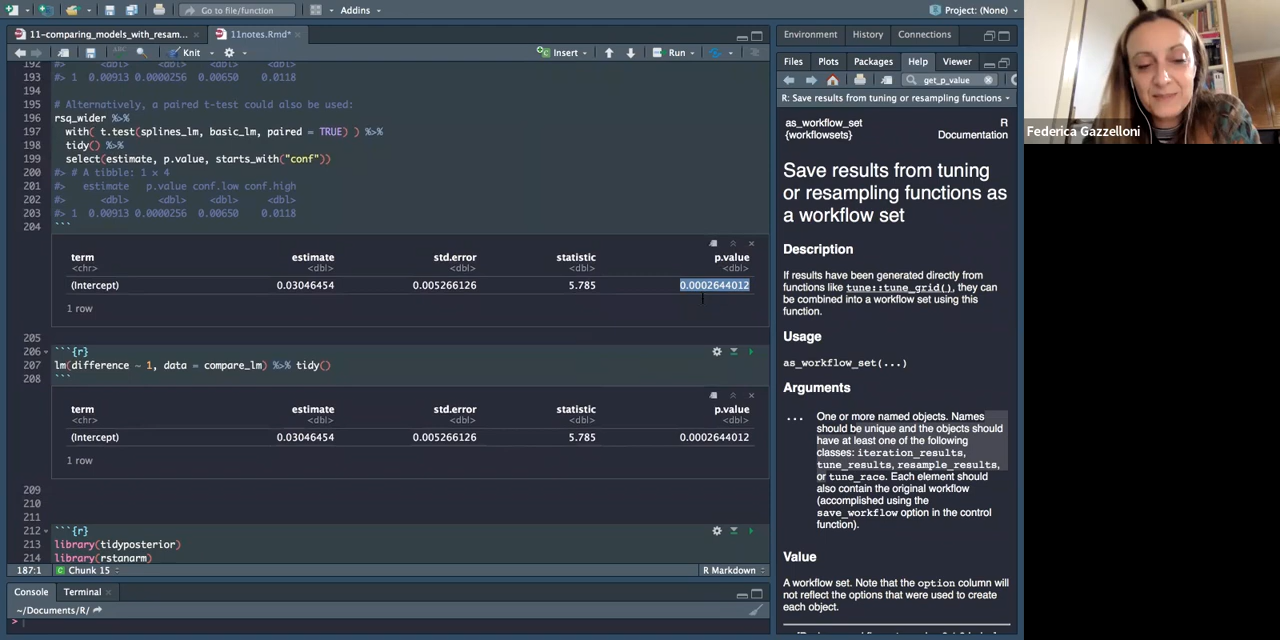 Go to file/function
Addins
Project: (None)
11-comparing_models_with_resam...
11notes.Rmd*
Knit
Insert
Run
192 #> <dbl> <dbl> <dbl> <dbl>
193 #> 1 0.00913 0.0000256 0.00650 0.0118
194
195 # Alternatively, a paired t-test could also be used:
196 rsq_wider %>%
197 with( t.test(splines_lm, basic_lm, paired = TRUE) ) %>%
198 tidy() %>%
199 select(estimate, p.value, starts_with("conf"))
200 #> # A tibble: 1 × 4
201 #> estimate p.value conf.low conf.high
202 #> <dbl> <dbl> <dbl> <dbl>
203 #> 1 0.00913 0.0000256 0.00650 0.0118
204 ```
term estimate std.error statistic p.value
<chr> <dbl> <dbl> <dbl> <dbl>
(Intercept) 0.03046454 0.005266126 5.785 0.0002644012
1 row
205
206 ```{r}
207 lm(difference ~ 1, data = compare_lm) %>% tidy()
208 ```
term estimate std.error statistic p.value
<chr> <dbl> <dbl> <dbl> <dbl>
(Intercept) 0.03046454 0.005266126 5.785 0.0002644012
1 row
209
210
211
212 ```{r}
213 library(tidyposterior)
214 library(rstanarm)
187:1 Chunk 15 R Markdown
Console Terminal
~/Documents/R/
>
Environment History Connections
Files Plots Packages Help Viewer
get_p_value
R: Save results from tuning or resampling functions
as_workflow_set R
{workflowsets} Documentation
Save results from tuning
or resampling functions as
a workflow set
Description
If results have been generated directly from
functions like tune::tune_grid(), they can
be combined into a workflow set using this
function.
Usage
as_workflow_set(...)
Arguments
... One or more named objects. Names
should be unique and the objects should
have at least one of the following
classes: iteration_results,
tune_results, resample_results,
or tune_race. Each element should
also contain the original workflow
(accomplished using the
save_workflow option in the control
function).
Value
A workflow set. Note that the option column will
not reflect the options that were used to create
each object.
Federica Gazzelloni